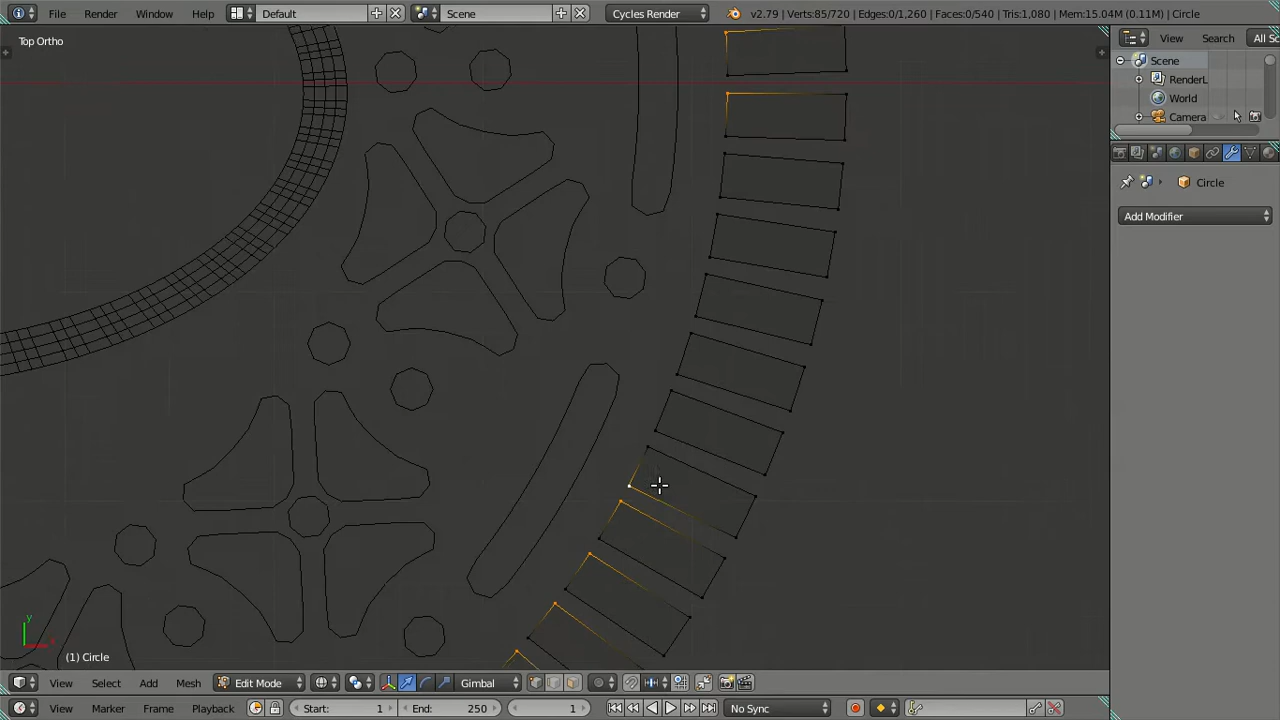 File Render Window Help Default Scene Cycles Render v2.79 | Verts:85/720 | Edges:0/1,260 | Faces:0/540 | Tris:1,080 | Mem:15.04M (0.11M) | Circle
Top Ortho
View Search All Sc
Scene
RenderL
World
Camera
Circle
Add Modifier
y
x
(1) Circle
View Select Add Mesh Edit Mode Gimbal
View Marker Frame Playback Start: 1 End: 250 1 No Sync